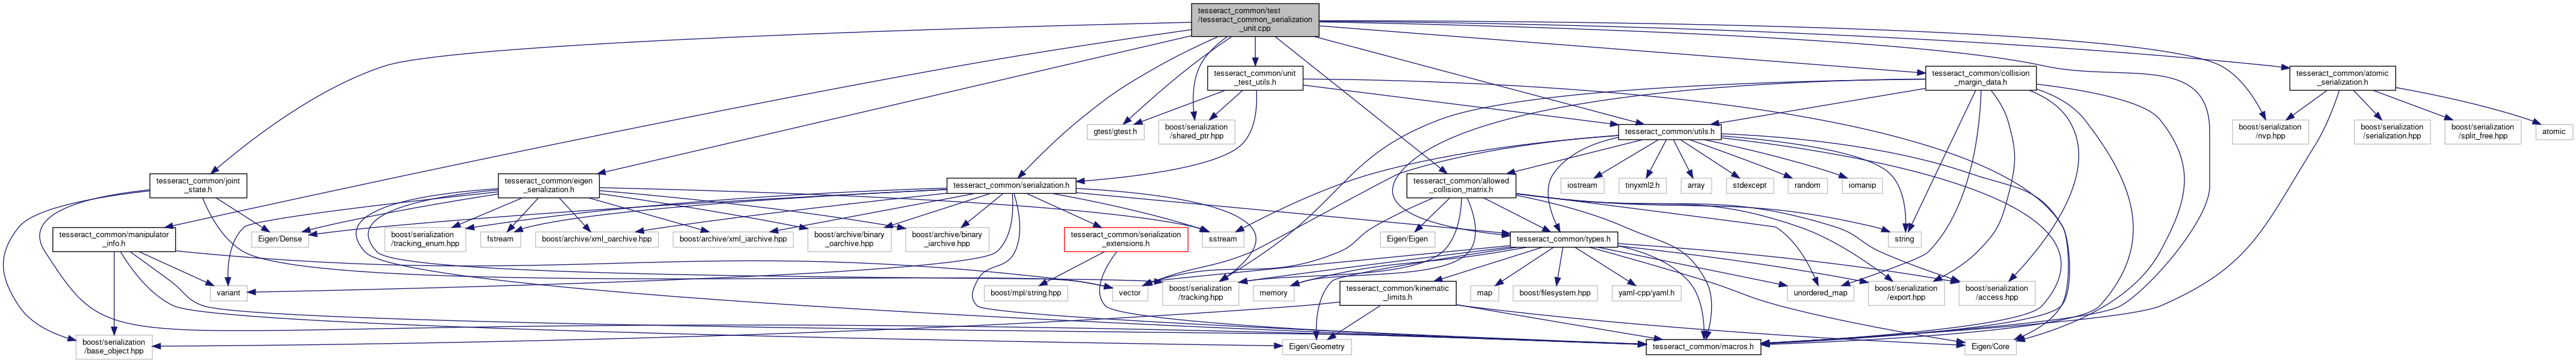 tesseract_common/test
/tesseract_common_serialization
_unit.cpp
tesseract_common/unit
_test_utils.h
tesseract_common/collision
_margin_data.h
tesseract_common/atomic
_serialization.h
gtest/gtest.h
boost/serialization
/shared_ptr.hpp
tesseract_common/utils.h
boost/serialization
/nvp.hpp
boost/serialization
/serialization.hpp
boost/serialization
/split_free.hpp
atomic
tesseract_common/joint
_state.h
tesseract_common/eigen
_serialization.h
tesseract_common/serialization.h
tesseract_common/allowed
_collision_matrix.h
iostream
tinyxml2.h
array
stdexcept
random
iomanip
tesseract_common/manipulator
_info.h
Eigen/Dense
boost/serialization
/tracking_enum.hpp
fstream
boost/archive/xml_oarchive.hpp
boost/archive/xml_iarchive.hpp
boost/archive/binary
_oarchive.hpp
boost/archive/binary
_iarchive.hpp
tesseract_common/serialization
_extensions.h
sstream
Eigen/Eigen
tesseract_common/types.h
string
variant
boost/mpl/string.hpp
vector
boost/serialization
/tracking.hpp
memory
tesseract_common/kinematic
_limits.h
map
boost/filesystem.hpp
yaml-cpp/yaml.h
unordered_map
boost/serialization
/export.hpp
boost/serialization
/access.hpp
boost/serialization
/base_object.hpp
Eigen/Geometry
tesseract_common/macros.h
Eigen/Core